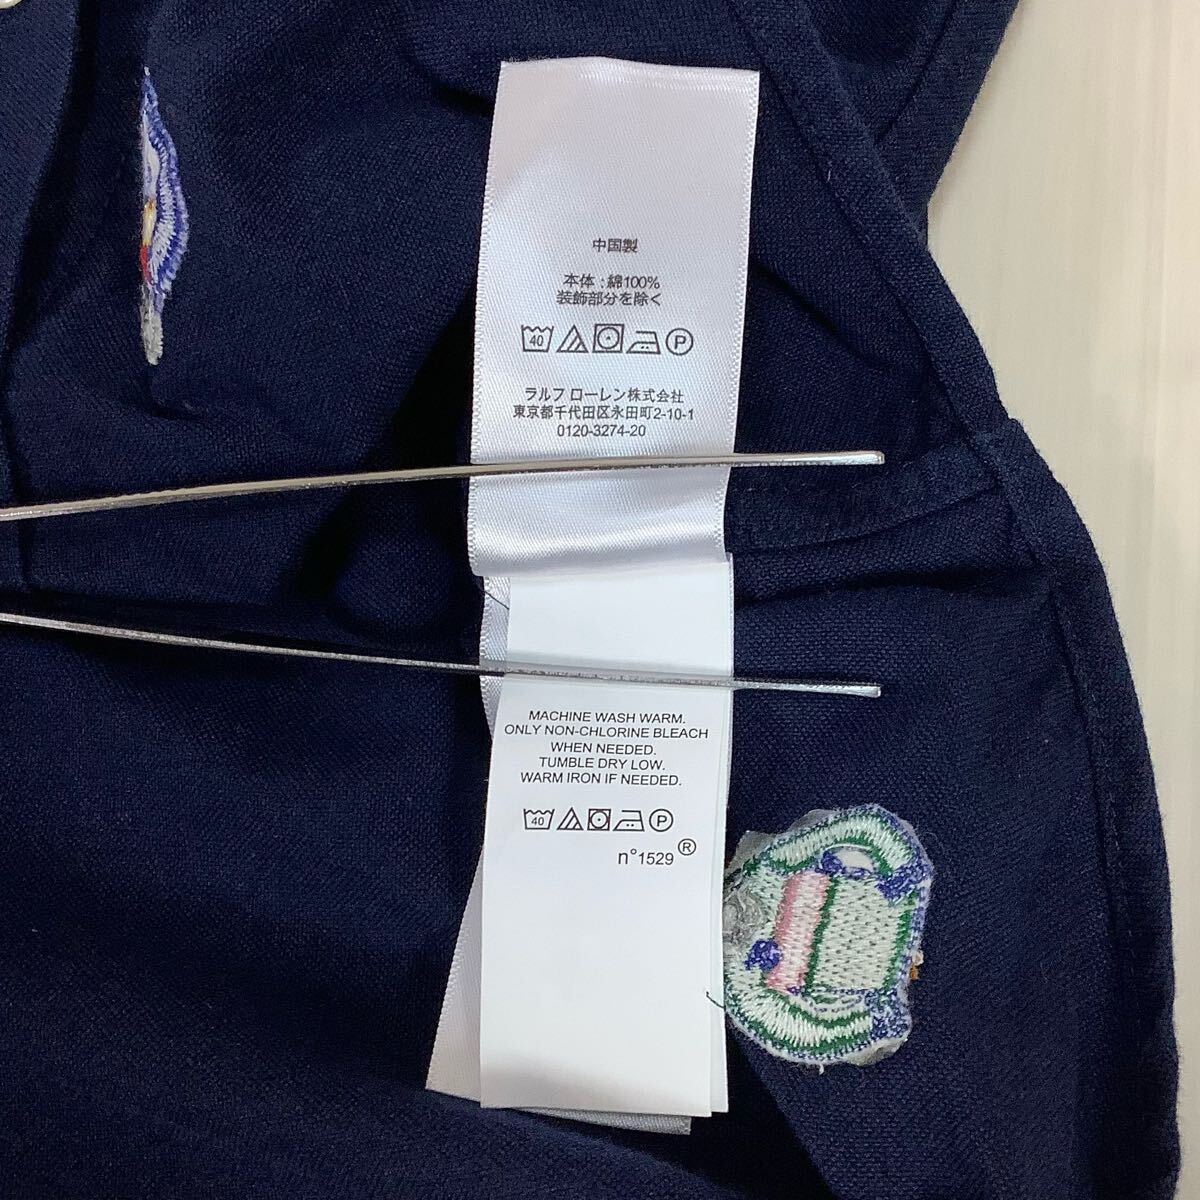 中国製
本体 : 綿100%
装飾部分を除く
40 P
ラルフ ローレン株式会社
東京都千代田区永田町2-10-1
0120-3274-20
MACHINE WASH WARM.
ONLY NON-CHLORINE BLEACH
WHEN NEEDED.
TUMBLE DRY LOW.
WARM IRON IF NEEDED.
40 P
n°1529 ®